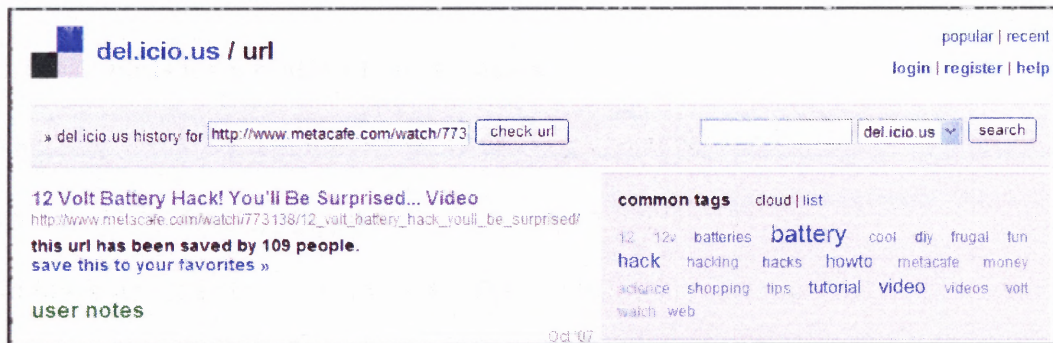 del.icio.us / url
popular | recent
login | register | help
» del.icio.us history for http://www.metacafe.com/watch/773 check url
del.icio.us search
12 Volt Battery Hack! You'll Be Surprised... Video
http://www.metacafe.com/watch/773138/12_volt_battery_hack_youll_be_surprised/
this url has been saved by 109 people.
save this to your favorites »
user notes
Oct '07
common tags cloud | list
12 12v batteries battery cool diy frugal fun
hack hacking hacks howto metacafe money
science shopping tips tutorial video videos volt
watch web